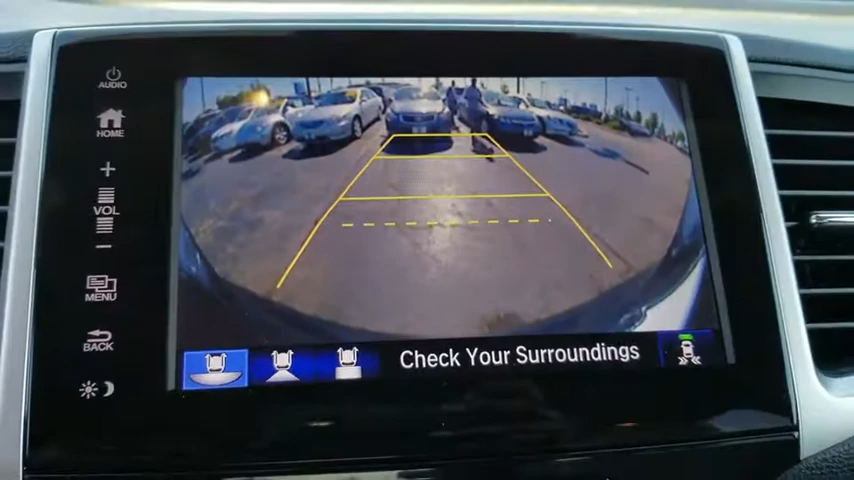 AUDIO
HOME
+
VOL
−
MENU
BACK
Check Your Surroundings